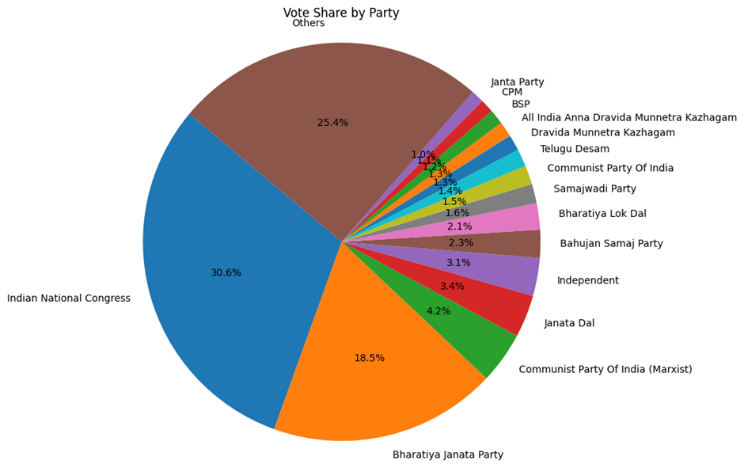 Vote Share by Party
Others
Janta Party
CPM
BSP
All India Anna Dravida Munnetra Kazhagam
Dravida Munnetra Kazhagam
Telugu Desam
Communist Party Of India
Samajwadi Party
Bharatiya Lok Dal
Bahujan Samaj Party
Independent
Janata Dal
Communist Party Of India (Marxist)
Bharatiya Janata Party
Indian National Congress
25.4%
1.0%
1.1%
1.2%
1.3%
1.3%
1.4%
1.5%
1.6%
2.1%
2.3%
3.1%
3.4%
4.2%
18.5%
30.6%